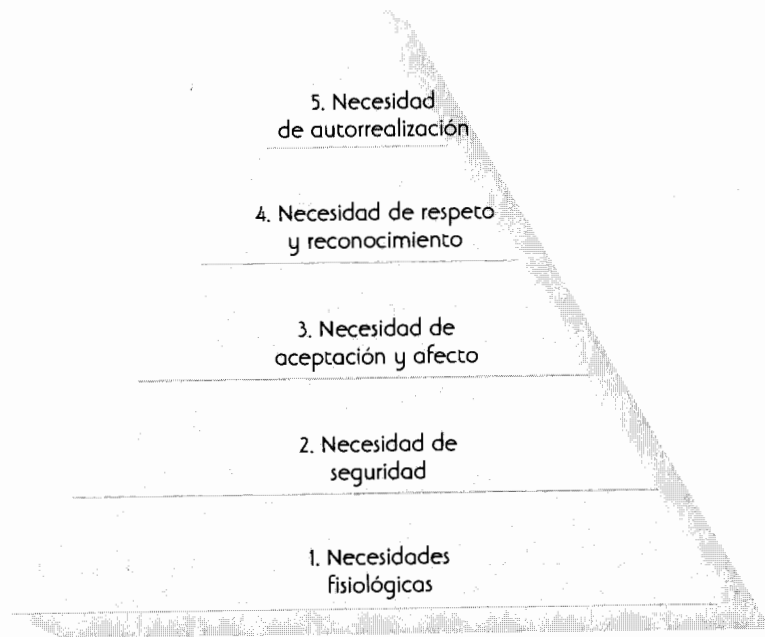 5. Necesidad
de autorrealización
4. Necesidad de respeto
y reconocimiento
3. Necesidad de
aceptación y afecto
2. Necesidad de
seguridad
1. Necesidades
fisiológicas